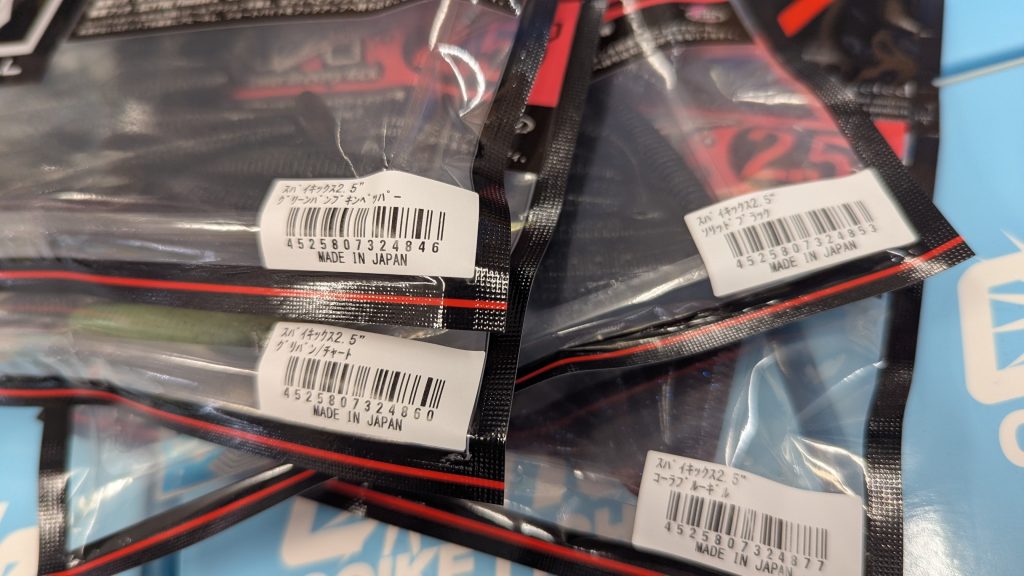 スパイキックス2.5"
グリーンパンプキンペッパー
4525807324846
MADE IN JAPAN
スパイキックス2.5"
ソリッドブラック
4525807324853
MADE IN JAPAN
スパイキックス2.5"
グリパン/チャート
4525807324860
MADE IN JAPAN
スパイキックス2.5"
コーラブルーギル
4525807324877
MADE IN JAPAN
2.5